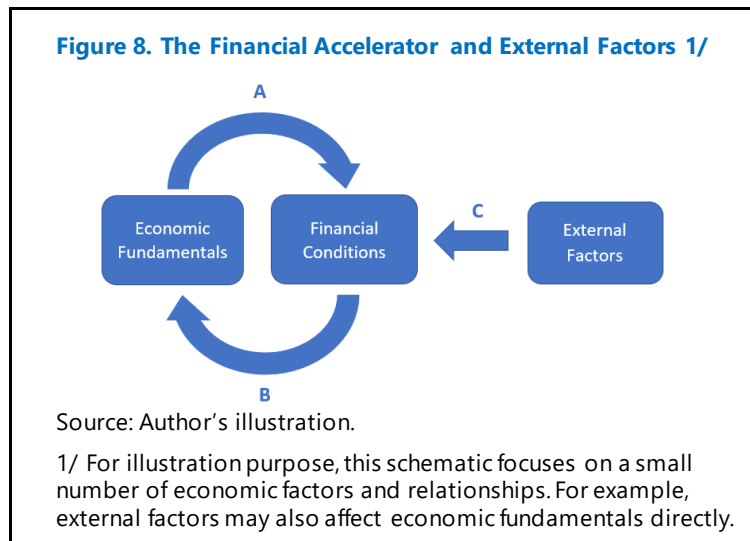 Figure 8. The Financial Accelerator and External Factors 1/
A
Economic
Fundamentals
Financial
Conditions
C
External
Factors
B
Source: Author’s illustration.
1/ For illustration purpose, this schematic focuses on a small
number of economic factors and relationships. For example,
external factors may also affect economic fundamentals directly.